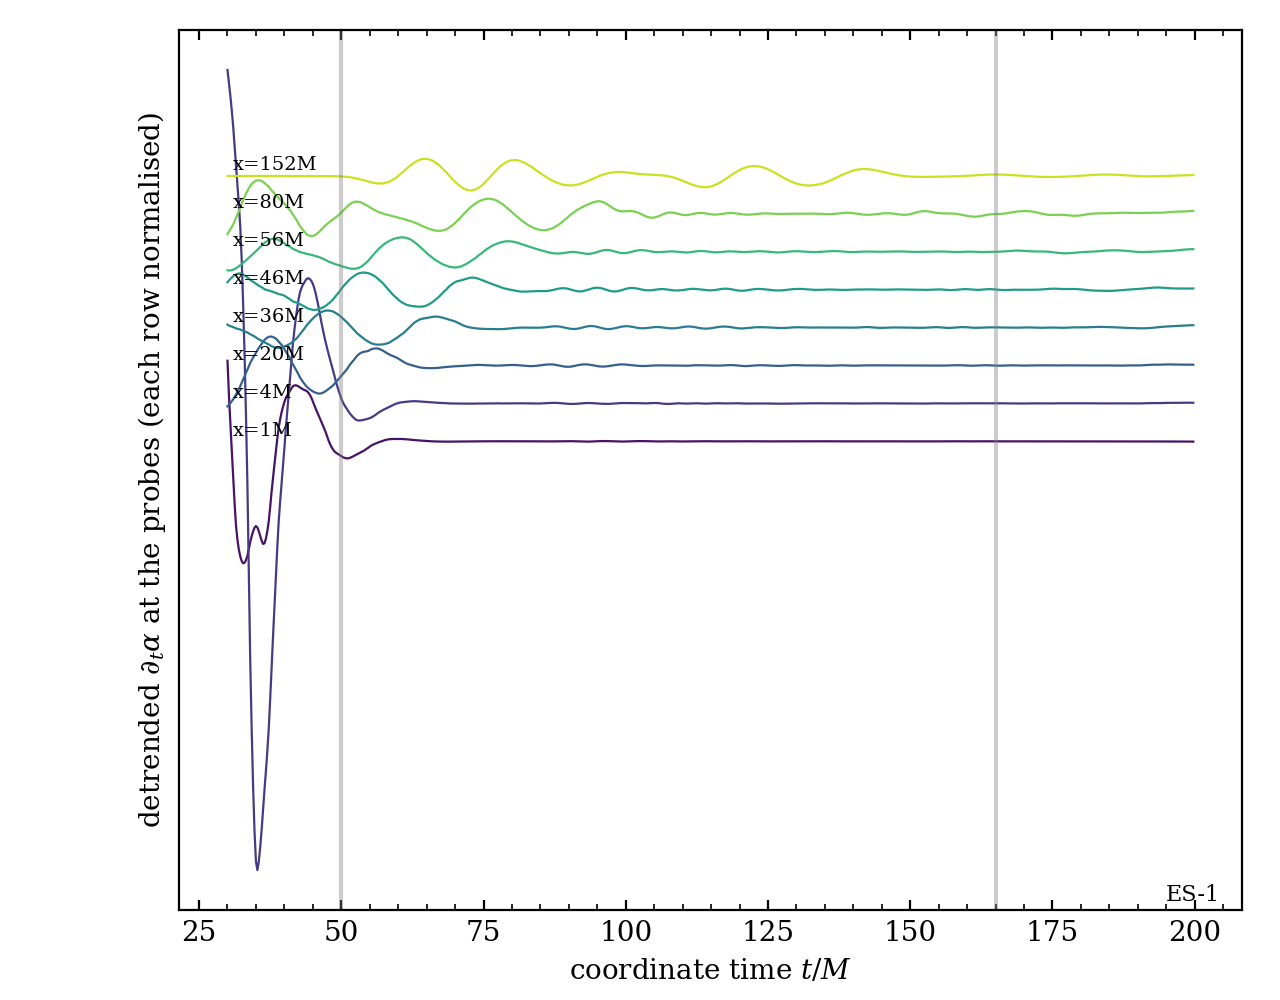 detrended ∂ₜα at the probes (each row normalised)
x=152M
x=80M
x=56M
x=46M
x=36M
x=20M
x=4M
x=1M
ES-1
25 50 75 100 125 150 175 200
coordinate time t/M